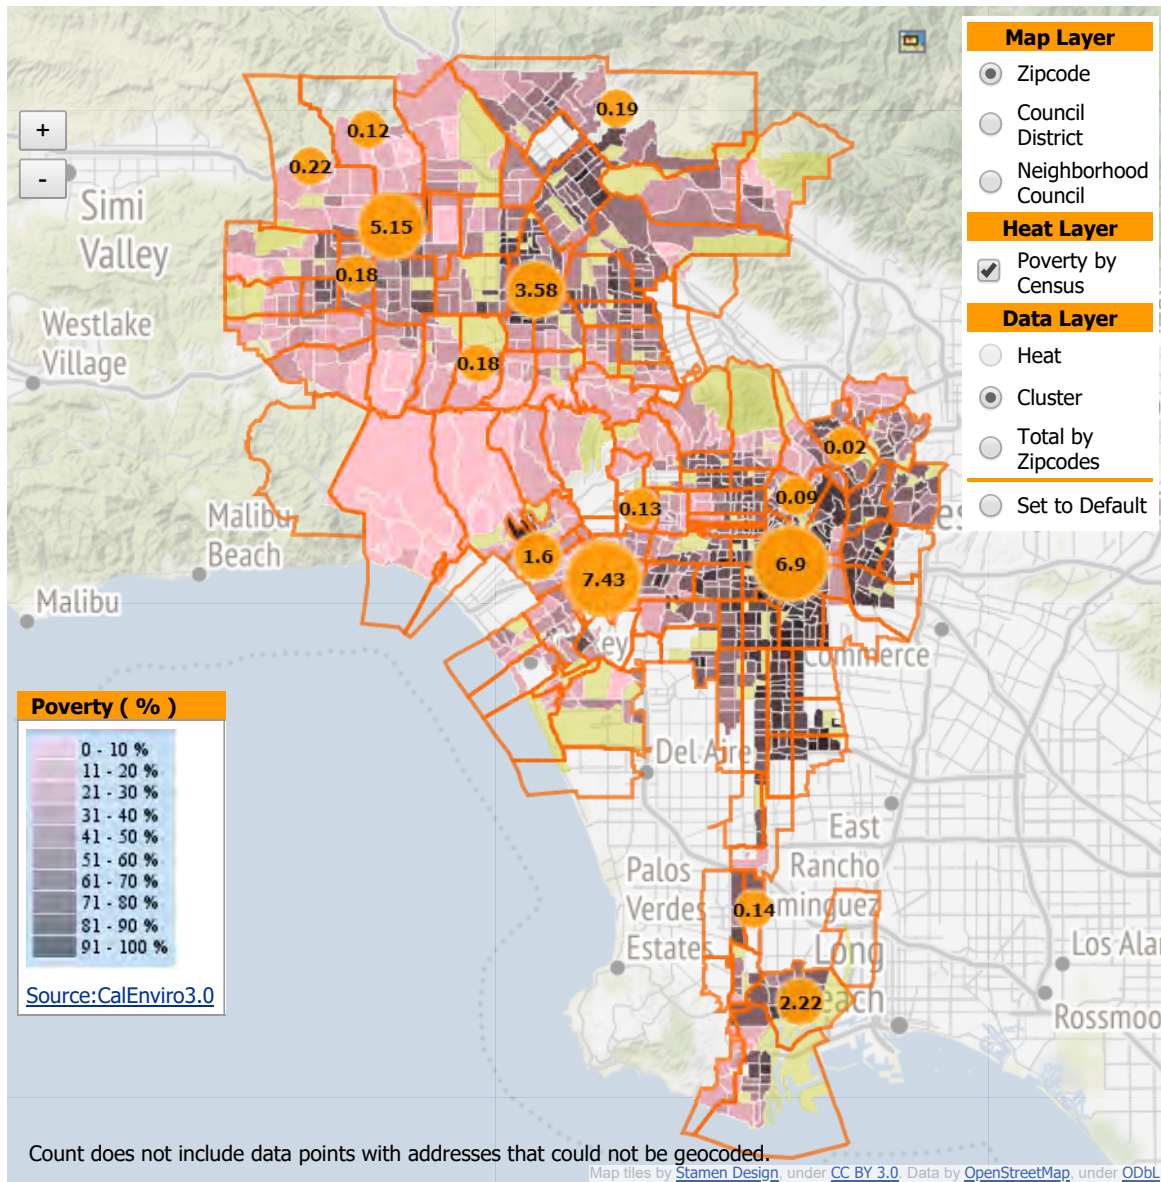 Map Layer
Zipcode
Council
District
Neighborhood
Council
Heat Layer
Poverty by
Census
Data Layer
Heat
Cluster
Total by
Zipcodes
Set to Default
+
-
0.19
0.12
0.22
Simi
Valley
5.15
0.18
3.58
Westlake
Village
0.18
0.02
0.09
0.13
Malibu
Beach
es
1.6
7.43
6.9
Malibu
key
Commerce
Poverty ( % )
0 - 10 %
11 - 20 %
21 - 30 %
31 - 40 %
41 - 50 %
51 - 60 %
61 - 70 %
71 - 80 %
81 - 90 %
91 - 100 %
Source:CalEnviro3.0
Del Aire
East
Rancho
minguez
Palos
Verdes
Estates
0.14
Long
each
2.22
Los Ala
Rossmoo
Count does not include data points with addresses that could not be geocoded.
Map tiles by Stamen Design, under CC BY 3.0. Data by OpenStreetMap, under ODbL